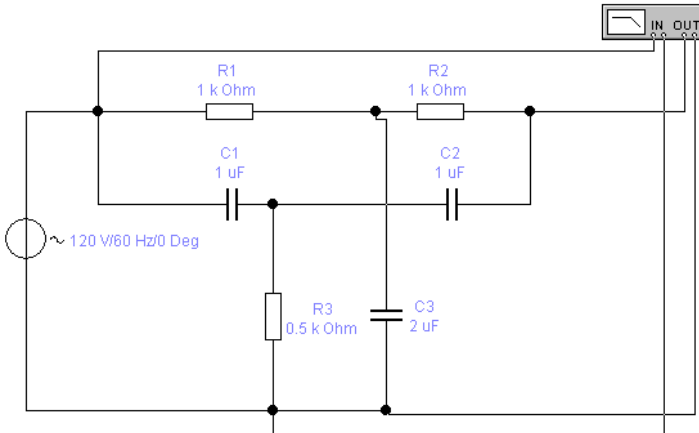 IN OUT
R1
1 k Ohm
R2
1 k Ohm
C1
1 uF
C2
1 uF
120 V/60 Hz/0 Deg
R3
0.5 k Ohm
C3
2 uF